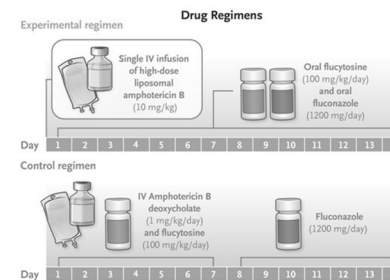 Drug Regimens
Experimental regimen
Single IV infusion
of high-dose
liposomal
amphotericin B
(10 mg/kg)
Oral flucytosine
(100 mg/kg/day)
and oral
fluconazole
(1200 mg/day)
Day 1 2 3 4 5 6 7 8 9 10 11 12 13
Control regimen
IV Amphotericin B
deoxycholate
(1 mg/kg/day)
and flucytosine
(100 mg/kg/day)
Fluconazole
(1200 mg/day)
Day 1 2 3 4 5 6 7 8 9 10 11 12 13